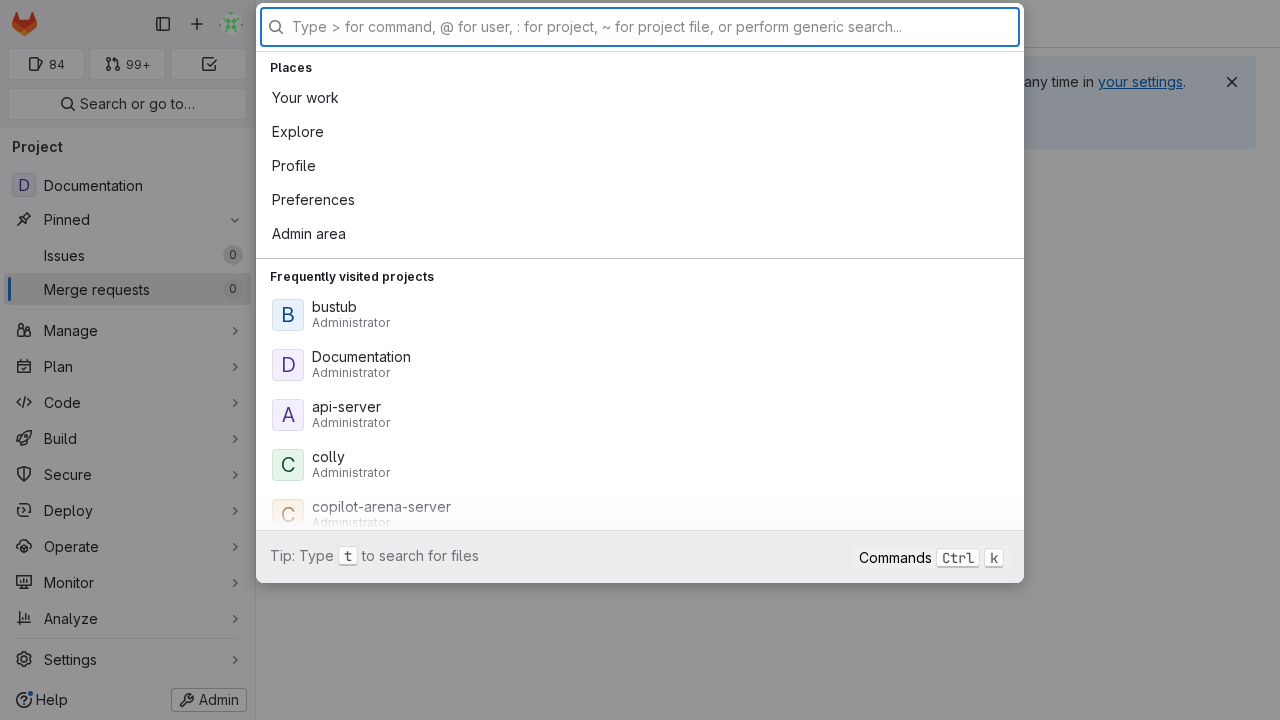 Type > for command, @ for user, : for project, ~ for project file, or perform generic search...
84
99+
Search or go to...
any time in your settings.
Project
D Documentation
Pinned
Issues 0
Merge requests 0
Manage
Plan
Code
Build
Secure
Deploy
Operate
Monitor
Analyze
Settings
Help
Admin
Places
Your work
Explore
Profile
Preferences
Admin area
Frequently visited projects
B bustub
Administrator
D Documentation
Administrator
A api-server
Administrator
C colly
Administrator
C copilot-arena-server
Administrator
Tip: Type t to search for files
Commands Ctrl k